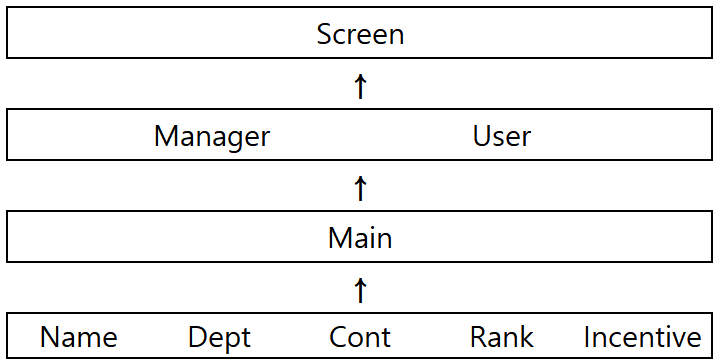 Screen
↑
Manager User
↑
Main
↑
Name Dept Cont Rank Incentive